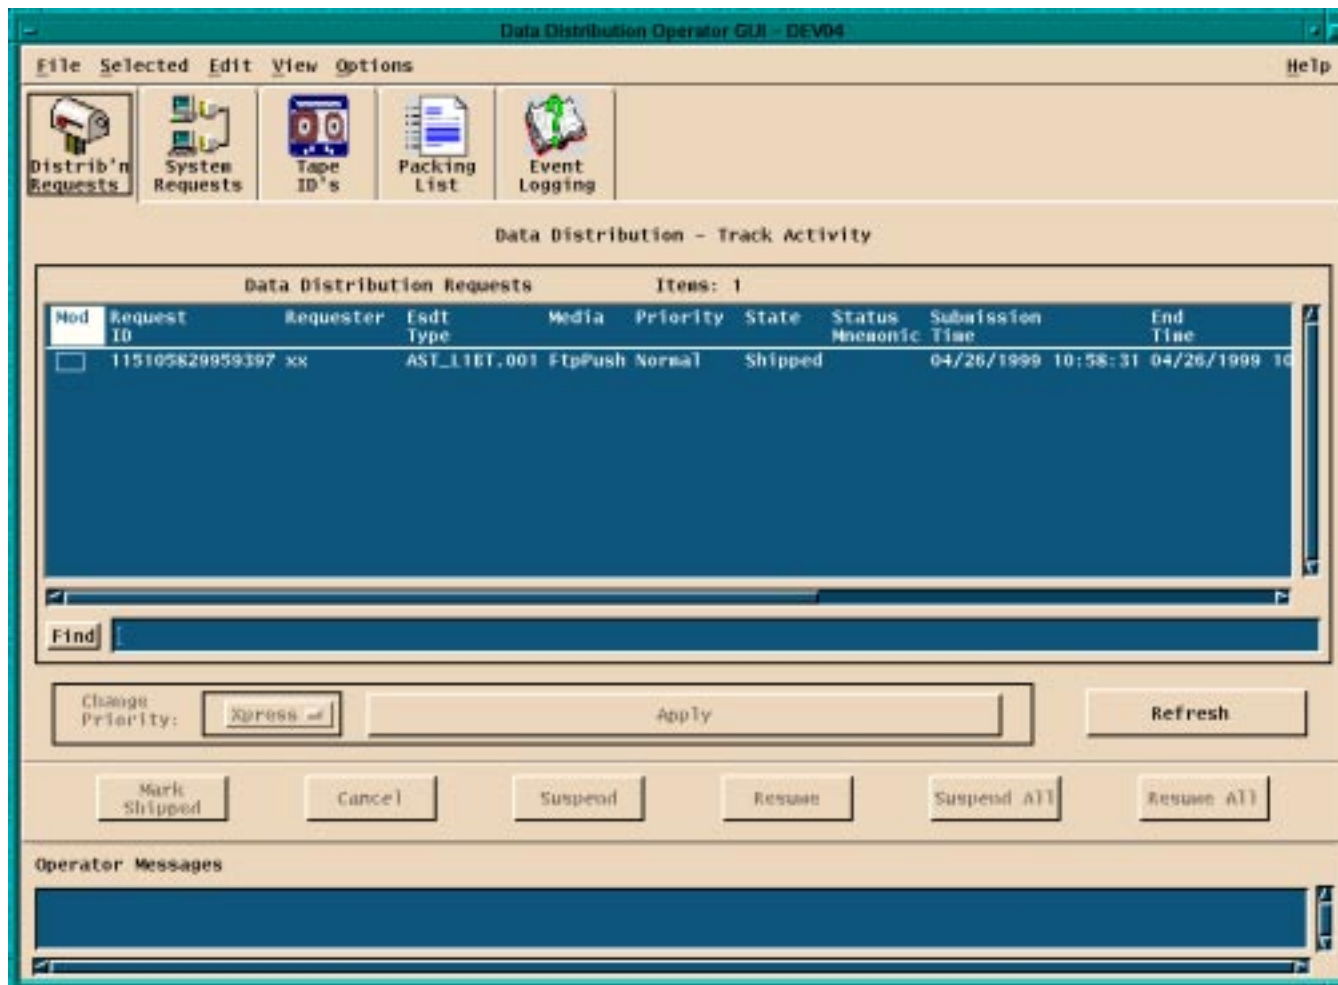 Data Distribution Operator GUI - DEV04
File Selected Edit View Options Help
Distrib'n Requests
System Requests
Tape ID's
Packing List
Event Logging
Data Distribution - Track Activity
Data Distribution Requests Items: 1
Mod Request ID Requester Esdt Type Media Priority State Status Mnemonic Submission Time End Time
115105829959397 xx AST_L1BT.001 FtpPush Normal Shipped 04/26/1999 10:58:31 04/26/1999 10
Find
Change Priority: Xpress Apply Refresh
Mark Shipped Cancel Suspend Resume Suspend All Resume All
Operator Messages